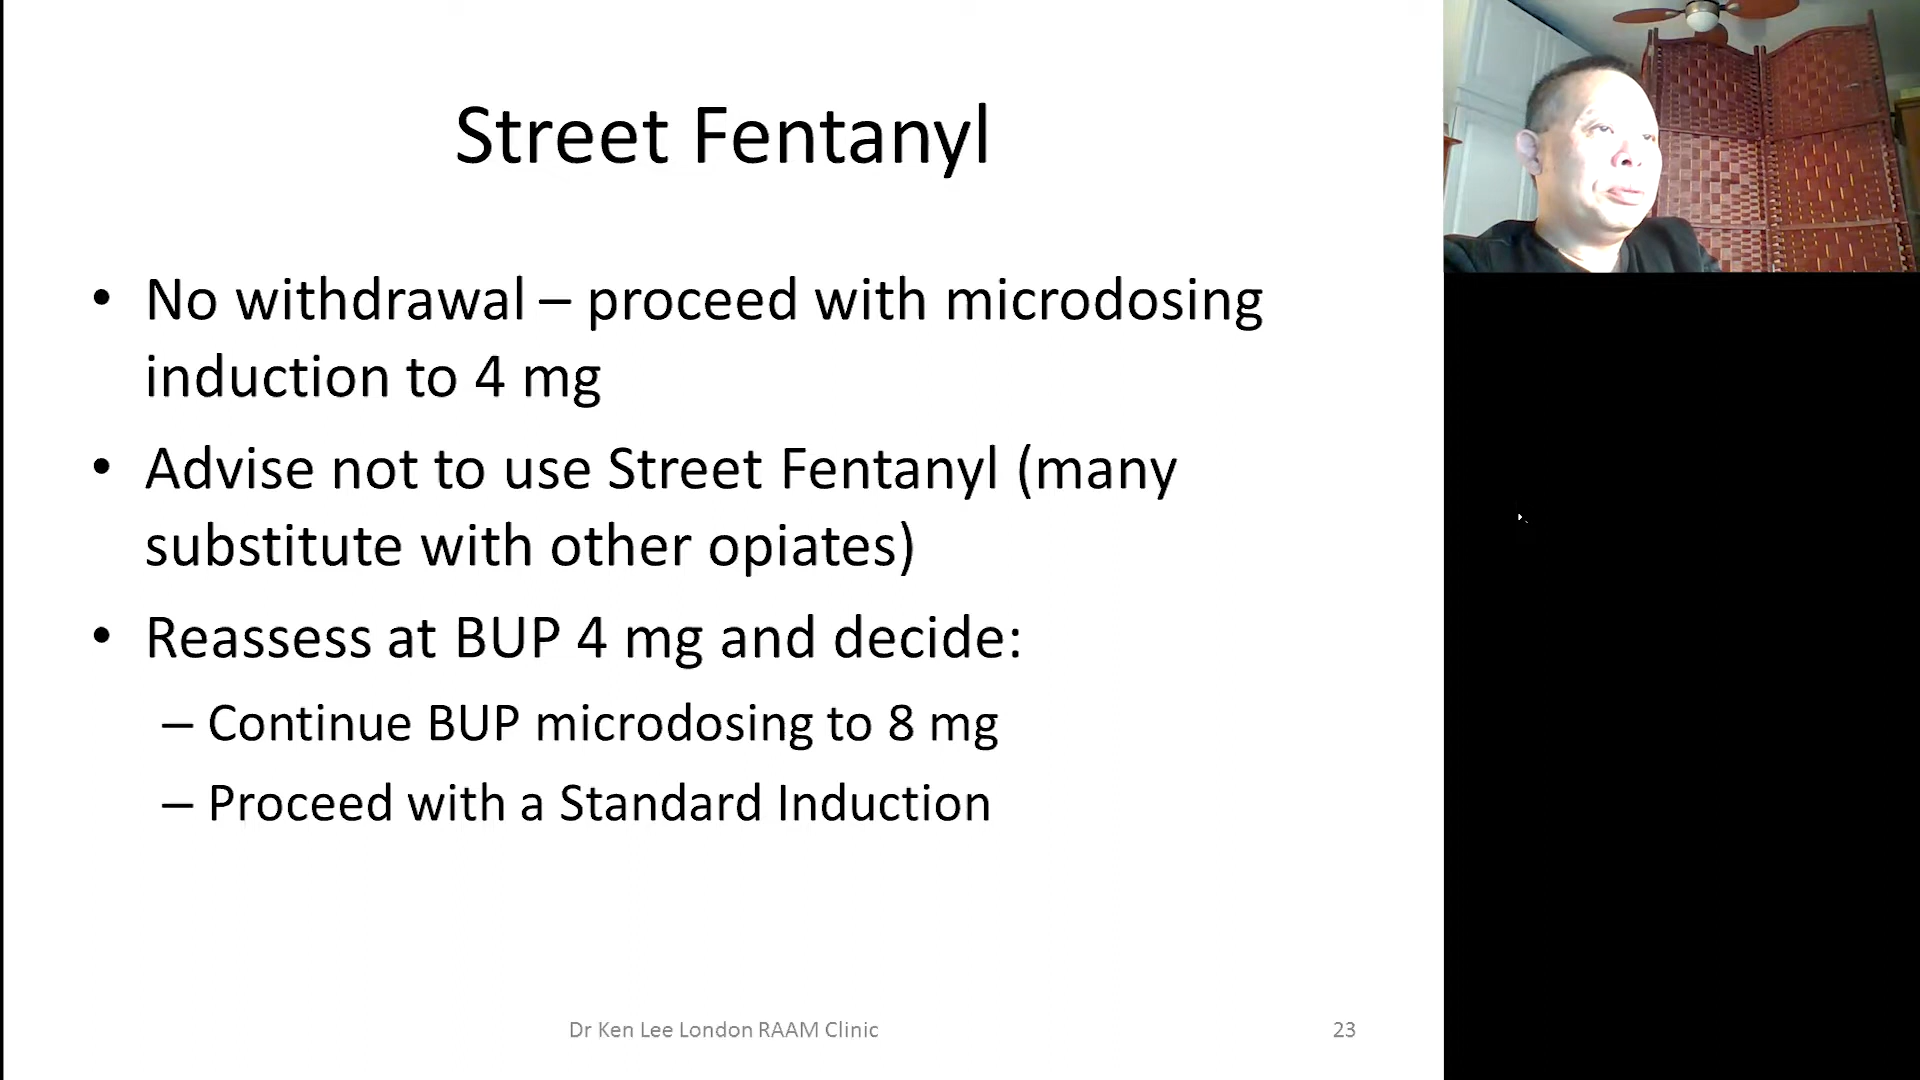 Street Fentanyl
• No withdrawal – proceed with microdosing
induction to 4 mg
• Advise not to use Street Fentanyl (many
substitute with other opiates)
• Reassess at BUP 4 mg and decide:
– Continue BUP microdosing to 8 mg
– Proceed with a Standard Induction
Dr Ken Lee London RAAM Clinic
23